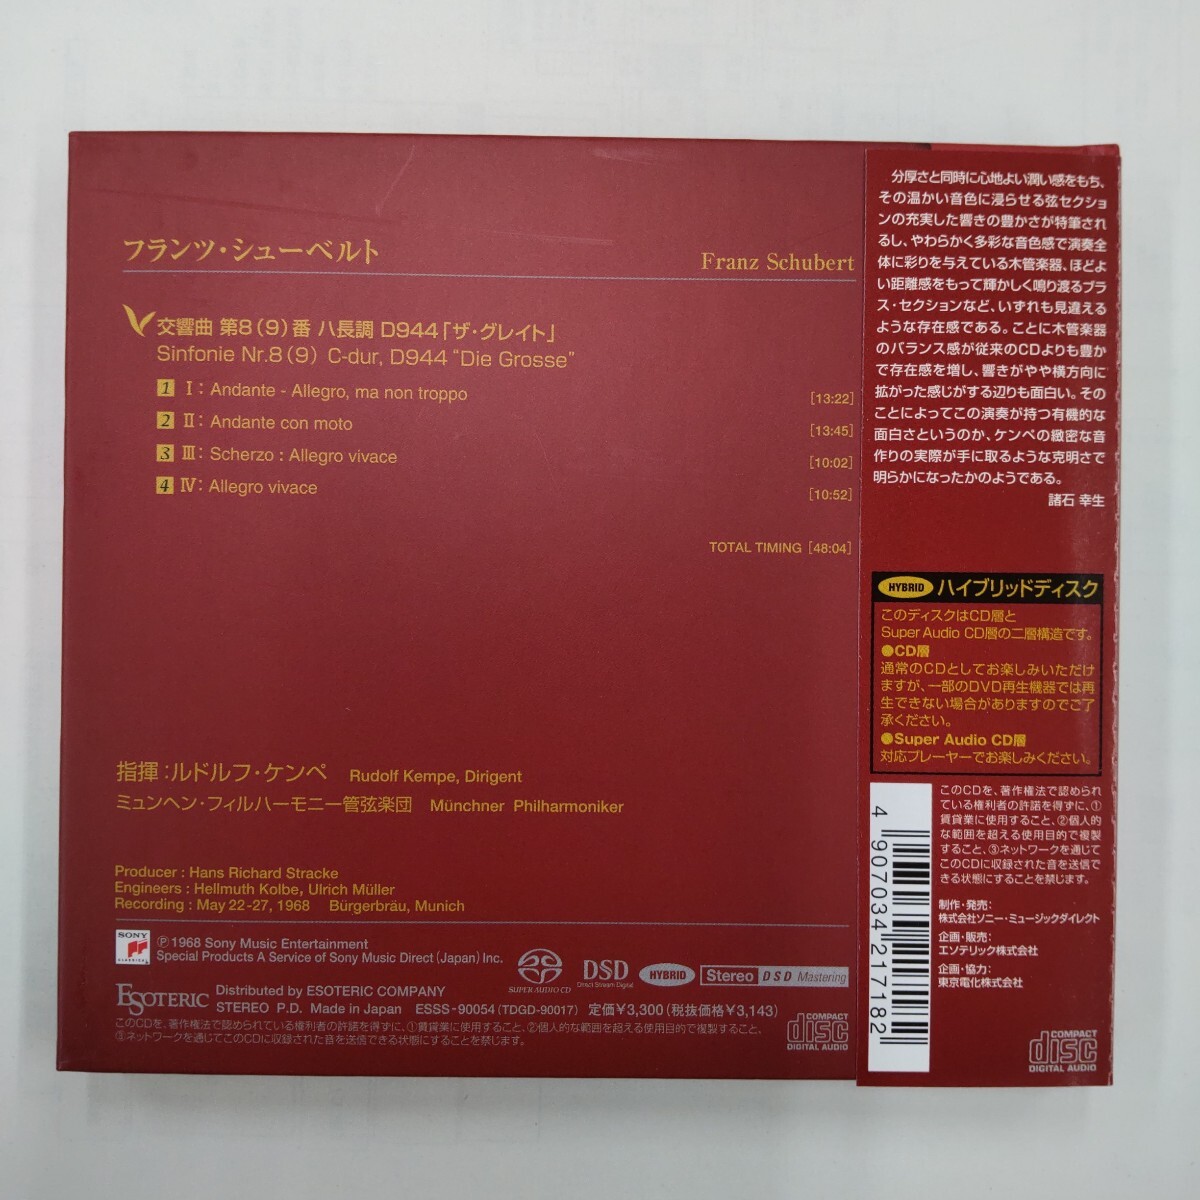 フランツ・シューベルト
Franz Schubert
交響曲 第8(9)番 ハ長調 D944「ザ・グレイト」
Sinfonie Nr.8(9) C-dur, D944 “Die Grosse”
1 Ⅰ: Andante - Allegro, ma non troppo [13:22]
2 Ⅱ: Andante con moto [13:45]
3 Ⅲ: Scherzo : Allegro vivace [10:02]
4 Ⅳ: Allegro vivace [10:52]
TOTAL TIMING [48:04]
指揮:ルドルフ・ケンペ Rudolf Kempe, Dirigent
ミュンヘン・フィルハーモニー管弦楽団 Münchner Philharmoniker
Producer : Hans Richard Stracke
Engineers : Hellmuth Kolbe, Ulrich Müller
Recording : May 22-27, 1968 Bürgerbräu, Munich
SONY
CLASSICAL
Ⓟ1968 Sony Music Entertainment
Special Products A Service of Sony Music Direct (Japan) Inc.
SUPER AUDIO CD
DSD
Direct Stream Digital
HYBRID
Stereo DSD Mastering
ESOTERIC
Distributed by ESOTERIC COMPANY
STEREO P.D. Made in Japan ESSS-90054 (TDGD-90017) 定価¥3,300(税抜価格¥3,143)
このCDを、著作権法で認められている権利者の許諾を得ずに、①賃貸業に使用すること、②個人的な範囲を超える使用目的で複製すること、
③ネットワークを通じてこのCDに収録された音を送信できる状態にすることを禁じます。
COMPACT
disc
DIGITAL AUDIO
分厚さと同時に心地よい潤い感をもち、
その温かい音色に浸らせる弦セクショ
ンの充実した響きの豊かさが特筆され
るし、やわらかく多彩な音色感で演奏全
体に彩りを与えている木管楽器、ほどよ
い距離感をもって輝かしく鳴り渡るブラ
ス・セクションなど、いずれも見違える
ような存在感である。ことに木管楽器
のバランス感が従来のCDよりも豊か
で存在感を増し、響きがやや横方向に
拡がった感じがする辺りも面白い。その
ことによってこの演奏が持つ有機的な
面白さというのか、ケンペの緻密な音
作りの実際が手に取るような克明さで
明らかになったかのようである。
諸石 幸生
HYBRID ハイブリッドディスク
このディスクはCD層と
Super Audio CD層の二層構造です。
●CD層
通常のCDとしてお楽しみいただけ
ますが、一部のDVD再生機器では再
生できない場合がありますのでご了
承ください。
●Super Audio CD層
対応プレーヤーでお楽しみください。
4 907034 217182
このCDを、著作権法で認められ
ている権利者の許諾を得ずに、①
賃貸業に使用すること、②個人的
な範囲を超える使用目的で複製
すること、③ネットワークを通じて
このCDに収録された音を送信で
きる状態にすることを禁じます。
制作・発売:
株式会社ソニー・ミュージックダイレクト
企画・販売:
エソテリック株式会社
企画・協力:
東京電化株式会社
COMPACT
disc
DIGITAL AUDIO